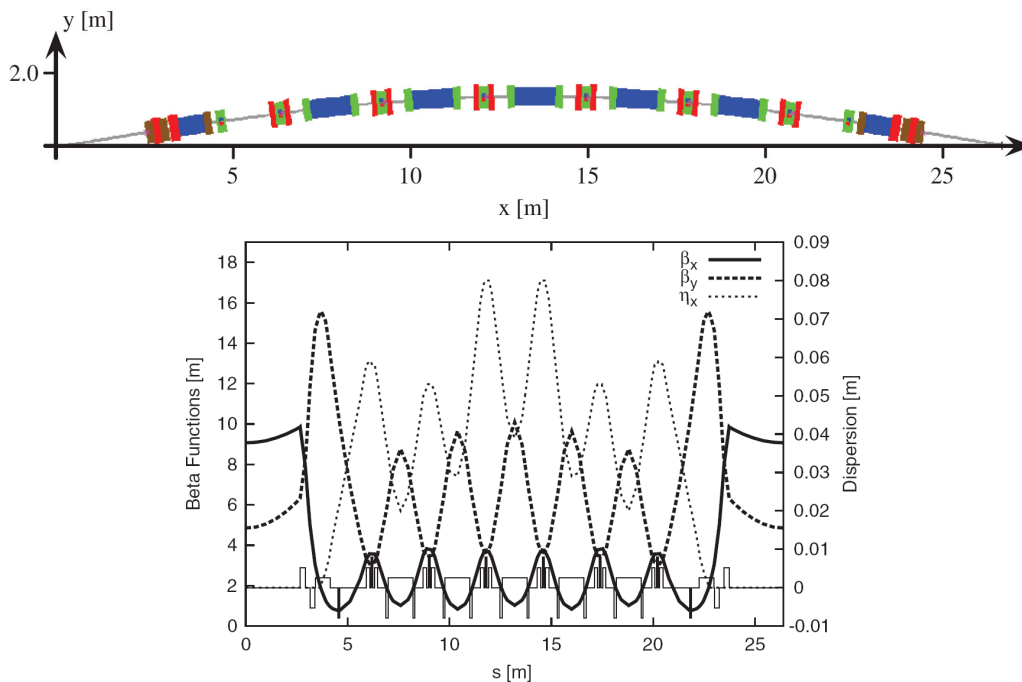 y [m]
2.0
5 10 15 20 25
x [m]
18 0.09
16 0.08
14 0.07
12 0.06
10 0.05
8 0.04
6 0.03
4 0.02
2 0.01
0 0
-0.01
βx
βy
ηx
Beta Functions [m]
Dispersion [m]
0 5 10 15 20 25
s [m]